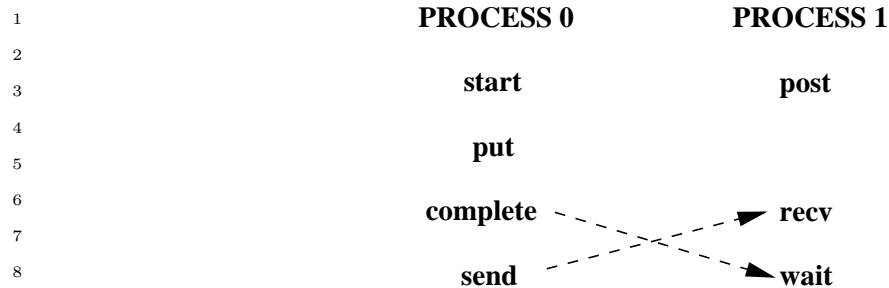 1 PROCESS 0 PROCESS 1
2
3 start post
4
5 put
6 complete recv
7
8 send wait